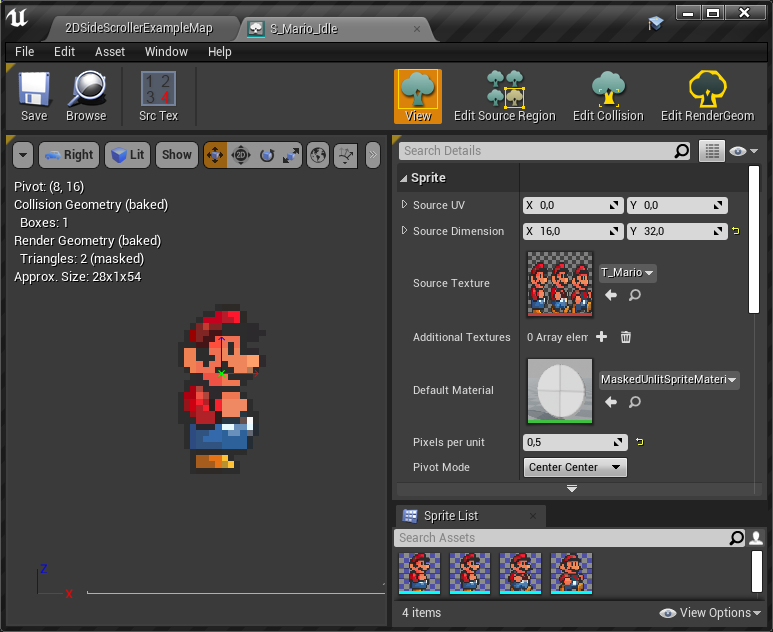 2DSideScrollerExampleMap
S_Mario_Idle
File Edit Asset Window Help
Save
Browse
1 2 3 4
Src Tex
View
Edit Source Region
Edit Collision
Edit RenderGeom
Right
Lit
Show
2D
Pivot: (8, 16)
Collision Geometry (baked)
Boxes: 1
Render Geometry (baked)
Triangles: 2 (masked)
Approx. Size: 28x1x54
Z
X
Search Details
Sprite
Source UV X 0,0 Y 0,0
Source Dimension X 16,0 Y 32,0
Source Texture T_Mario
Additional Textures 0 Array elem
Default Material MaskedUnlitSpriteMateri
Pixels per unit 0,5
Pivot Mode Center Center
Sprite List
Search Assets
4 items
View Options